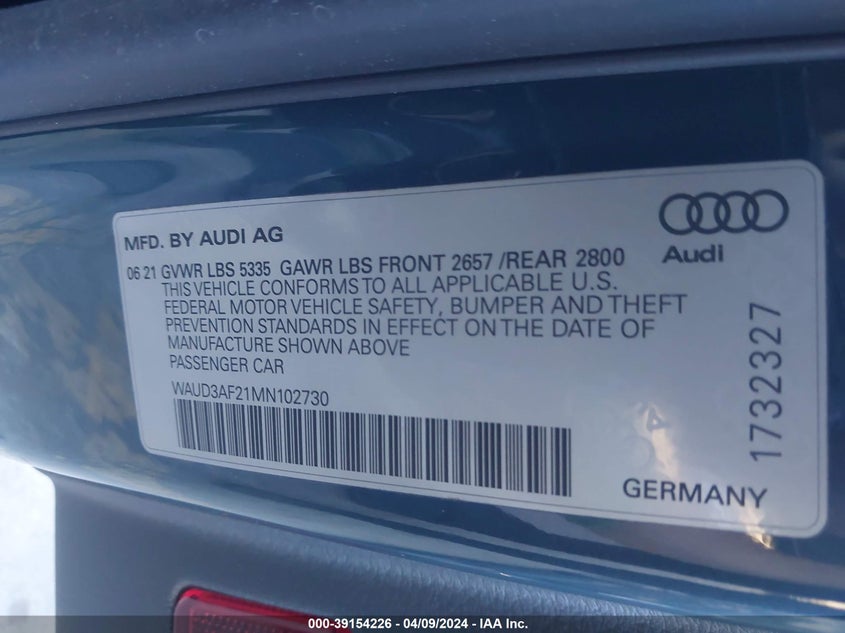 MFD. BY AUDI AG
Audi
06 21 GVWR LBS 5335 GAWR LBS FRONT 2657 /REAR 2800
THIS VEHICLE CONFORMS TO ALL APPLICABLE U.S.
FEDERAL MOTOR VEHICLE SAFETY, BUMPER AND THEFT
PREVENTION STANDARDS IN EFFECT ON THE DATE OF
MANUFACTURE SHOWN ABOVE
PASSENGER CAR
WAUD3AF21MN102730
1732327
GERMANY
000-39154226 - 04/09/2024 - IAA Inc.